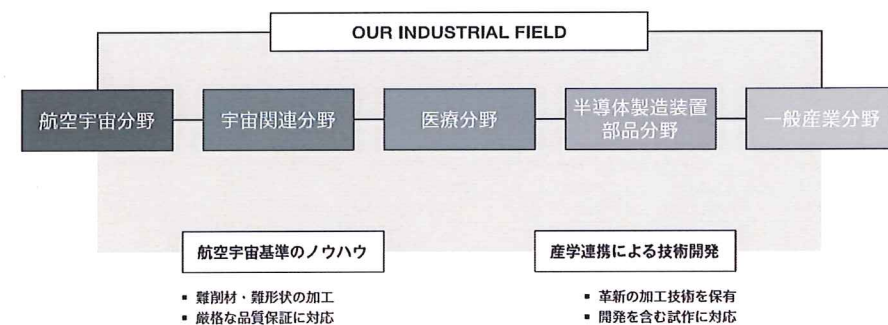 OUR INDUSTRIAL FIELD
航空宇宙分野
宇宙関連分野
医療分野
半導体製造装置
部品分野
一般産業分野
航空宇宙基準のノウハウ
▪ 難削材・難形状の加工
▪ 厳格な品質保証に対応
産学連携による技術開発
▪ 革新の加工技術を保有
▪ 開発を含む試作に対応